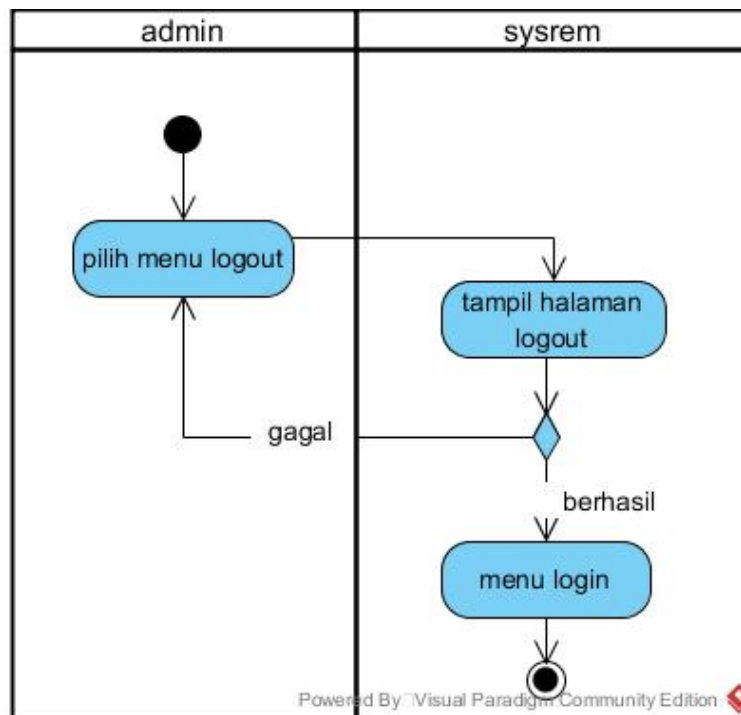 admin
sysrem
pilih menu logout
tampil halaman
logout
gagal
berhasil
menu login
Powered By Visual Paradigm Community Edition